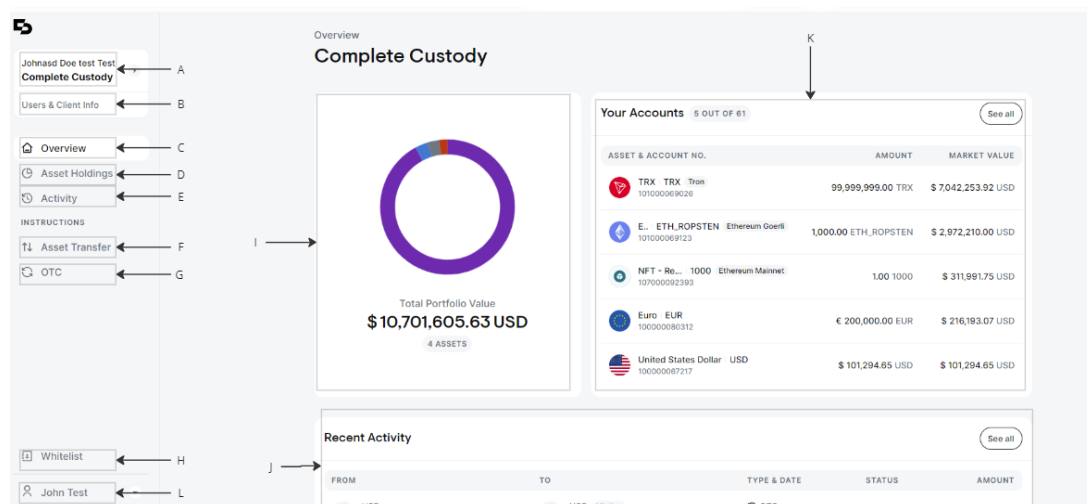 Johnasd Doe test Test
Complete Custody
A
Users & Client Info
B
Overview
C
Asset Holdings
D
Activity
E
INSTRUCTIONS
Asset Transfer
F
OTC
G
Whitelist
H
John Test
L
Overview
Complete Custody
I
Total Portfolio Value
$10,701,605.63 USD
4 ASSETS
K
Your Accounts 5 OUT OF 61 See all
ASSET & ACCOUNT NO. AMOUNT MARKET VALUE
TRX TRX Tron 99,999,999.00 TRX $ 7,042,253.92 USD
101000069026
E.. ETH_ROPSTEN Ethereum Goerli 1,000.00 ETH_ROPSTEN $ 2,972,210.00 USD
101000069123
NFT - Re... 1000 Ethereum Mainnet 1.00 1000 $ 311,991.75 USD
107000092393
Euro EUR € 200,000.00 EUR $ 216,193.07 USD
100000080312
United States Dollar USD $ 101,294.65 USD $ 101,294.65 USD
100000067217
J
Recent Activity See all
FROM TO TYPE & DATE STATUS AMOUNT